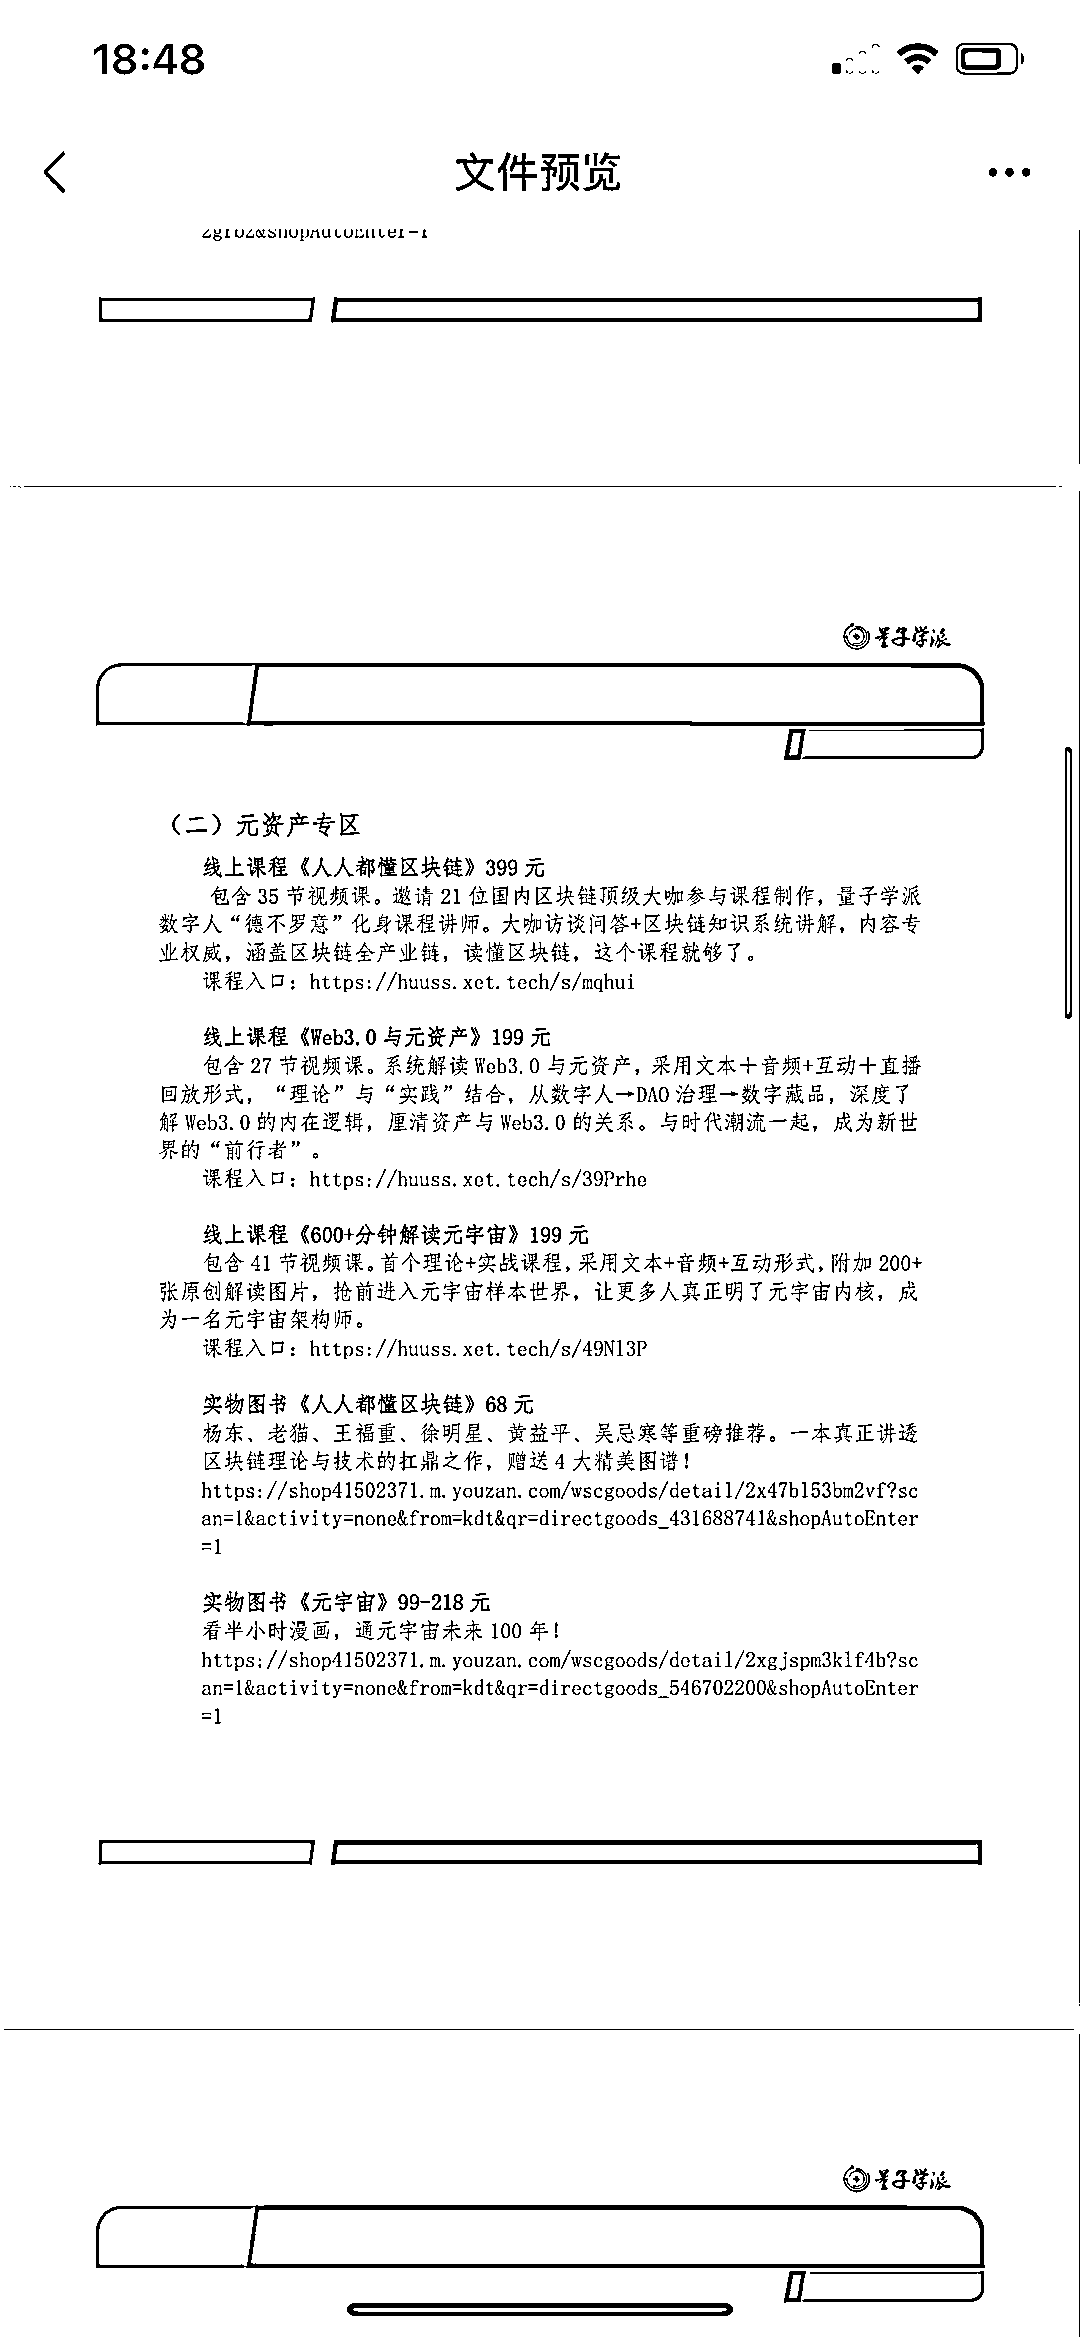 18:48
文件预览
2gf6z&shopAutoEnter=1
量子学派
（二）元资产专区
线上课程《人人都懂区块链》399 元
包含 35 节视频课。邀请 21 位国内区块链顶级大咖参与课程制作，量子学派
数字人“德不罗意”化身课程讲师。大咖访谈问答+区块链知识系统讲解，内容专
业权威，涵盖区块链全产业链，读懂区块链，这个课程就够了。
课程入口：https://huuss.xet.tech/s/mqhui
线上课程《Web3.0 与元资产》199 元
包含 27 节视频课。系统解读 Web3.0 与元资产，采用文本＋音频+互动＋直播
回放形式，“理论”与“实践”结合，从数字人→DAO 治理→数字藏品，深度了
解 Web3.0 的内在逻辑，厘清资产与 Web3.0 的关系。与时代潮流一起，成为新世
界的“前行者”。
课程入口：https://huuss.xet.tech/s/39Prhe
线上课程《600+分钟解读元宇宙》199 元
包含 41 节视频课。首个理论+实战课程，采用文本+音频+互动形式，附加 200+
张原创解读图片，抢前进入元宇宙样本世界，让更多人真正明了元宇宙内核，成
为一名元宇宙架构师。
课程入口：https://huuss.xet.tech/s/49Nl3P
实物图书《人人都懂区块链》68 元
杨东、老猫、王福重、徐明星、黄益平、吴忌寒等重磅推荐。一本真正讲透
区块链理论与技术的扛鼎之作，赠送 4 大精美图谱！
https://shop41502371.m.youzan.com/wscgoods/detail/2x47bl53bm2vf?sc
an=1&activity=none&from=kdt&qr=directgoods_431688741&shopAutoEnter
=1
实物图书《元宇宙》99-218 元
看半小时漫画，通元宇宙未来 100 年！
https://shop41502371.m.youzan.com/wscgoods/detail/2xgjspm3klf4b?sc
an=1&activity=none&from=kdt&qr=directgoods_546702200&shopAutoEnter
=1
量子学派